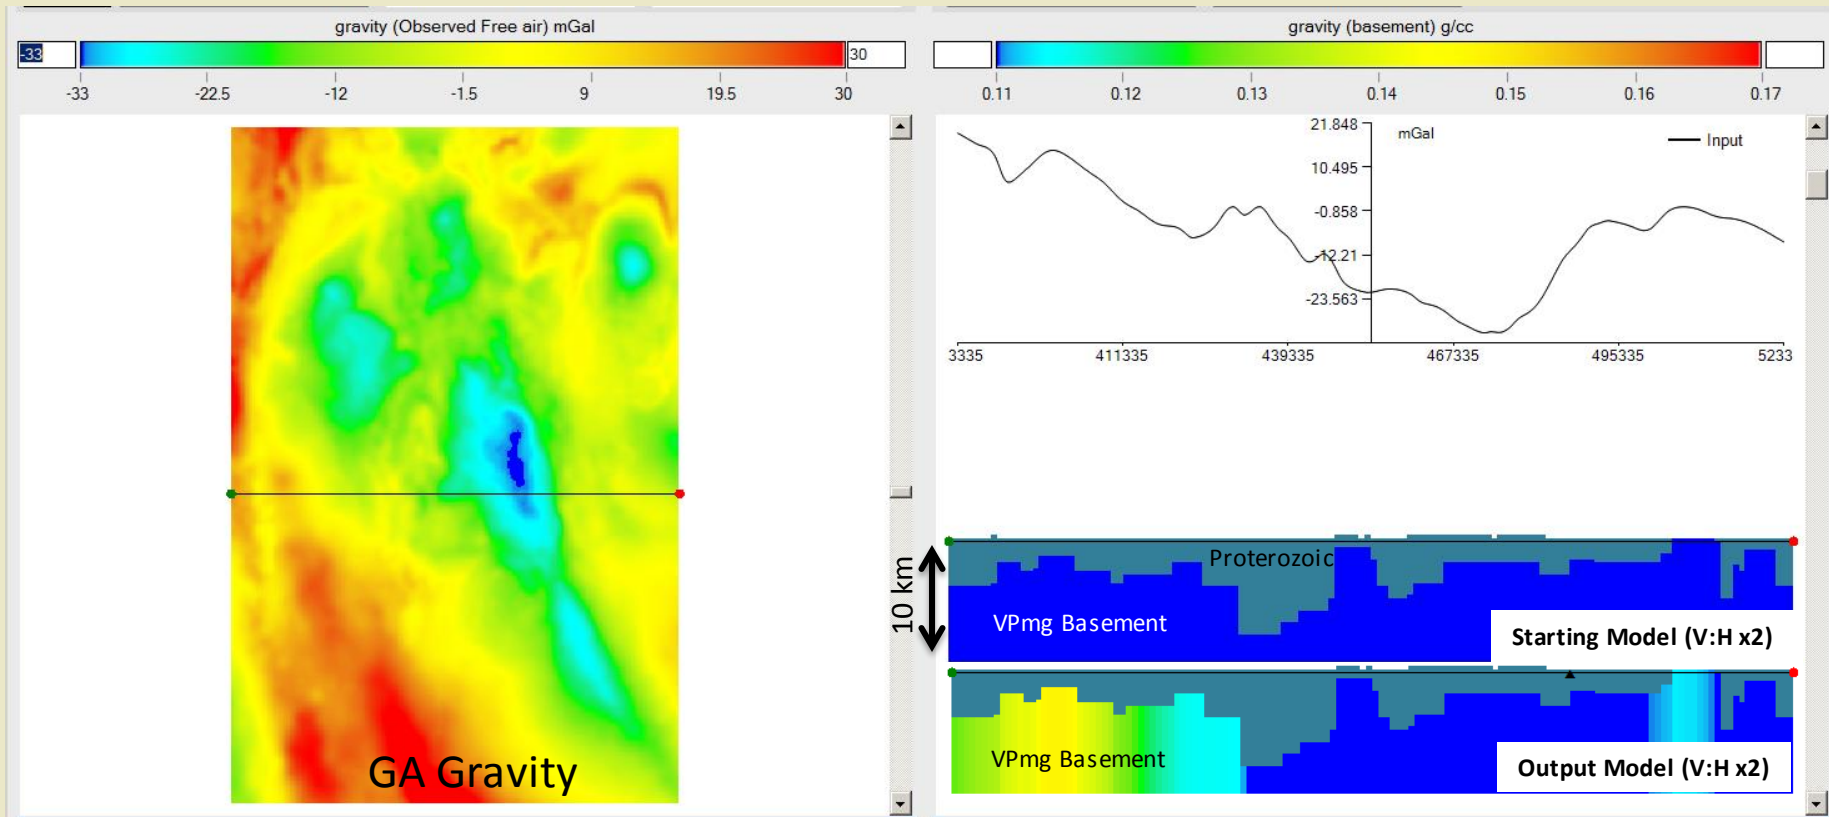 gravity (Observed Free air) mGal
-33
30
-33 -22.5 -12 -1.5 9 19.5 30
GA Gravity
gravity (basement) g/cc
0.11 0.12 0.13 0.14 0.15 0.16 0.17
21.848
mGal
Input
10.495
-0.858
-12.21
-23.563
3335 411335 439335 467335 495335 5233
10 km
Proterozoic
VPmg Basement
Starting Model (V:H x2)
VPmg Basement
Output Model (V:H x2)